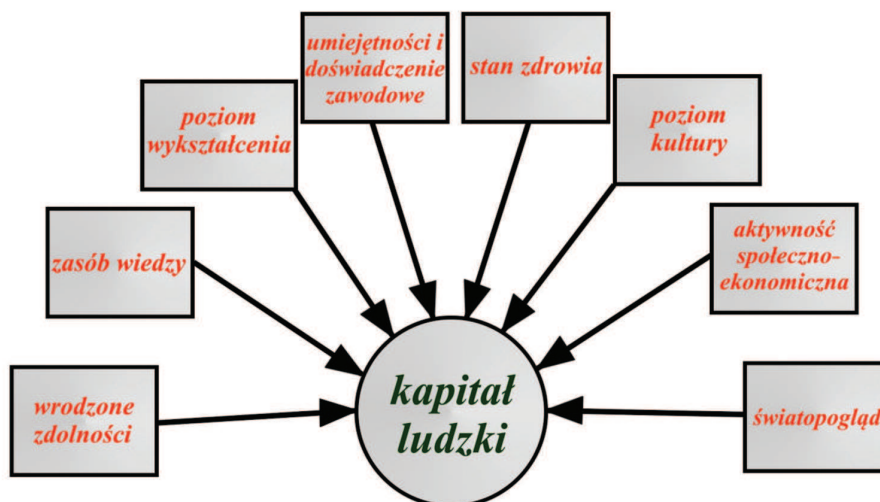 umiejętności i
doświadczenie
zawodowe
stan zdrowia
poziom
wykształcenia
poziom
kultury
zasób wiedzy
aktywność
społeczno-
ekonomiczna
wrodzone
zdolności
kapitał
ludzki
światopogląd